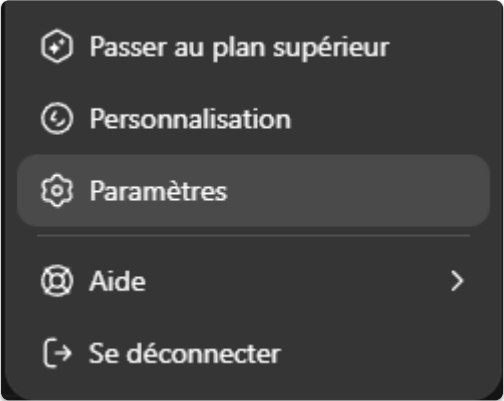 Passer au plan supérieur
Personnalisation
Paramètres
Aide
Se déconnecter